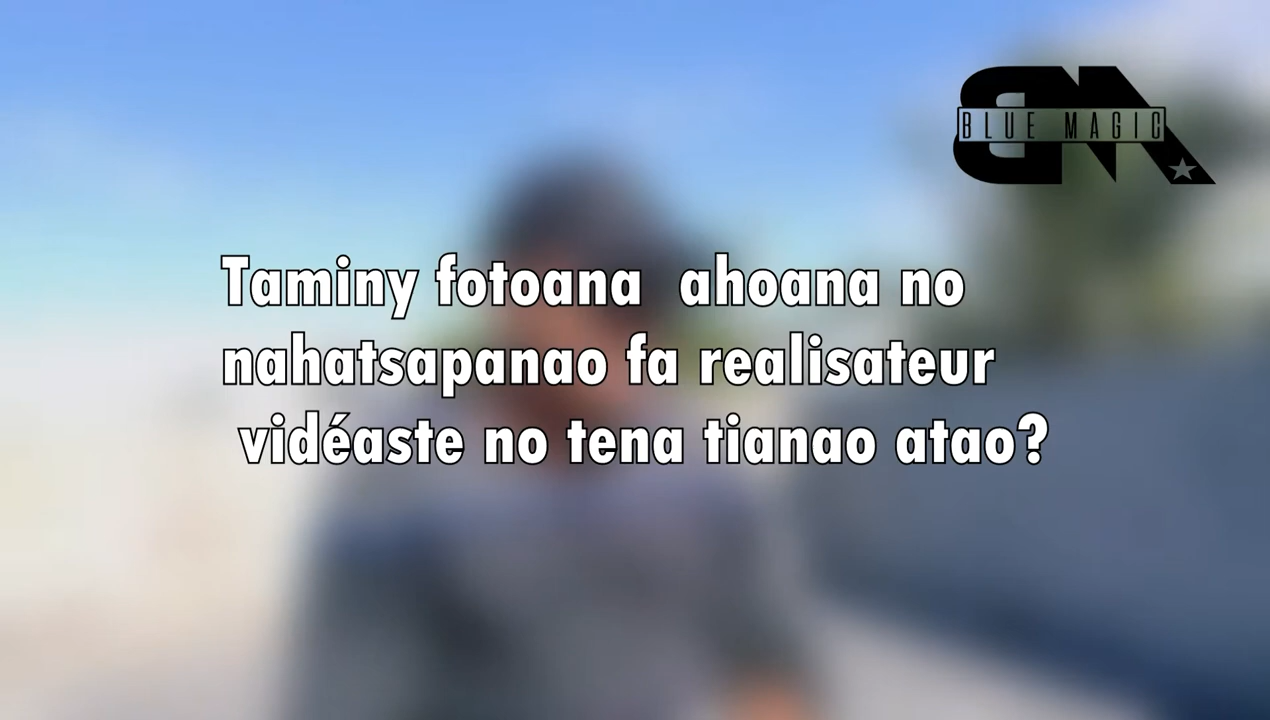 BLUE MAGIC
Taminy fotoana ahoana no
nahatsapanao fa realisateur
vidéaste no tena tianao atao?